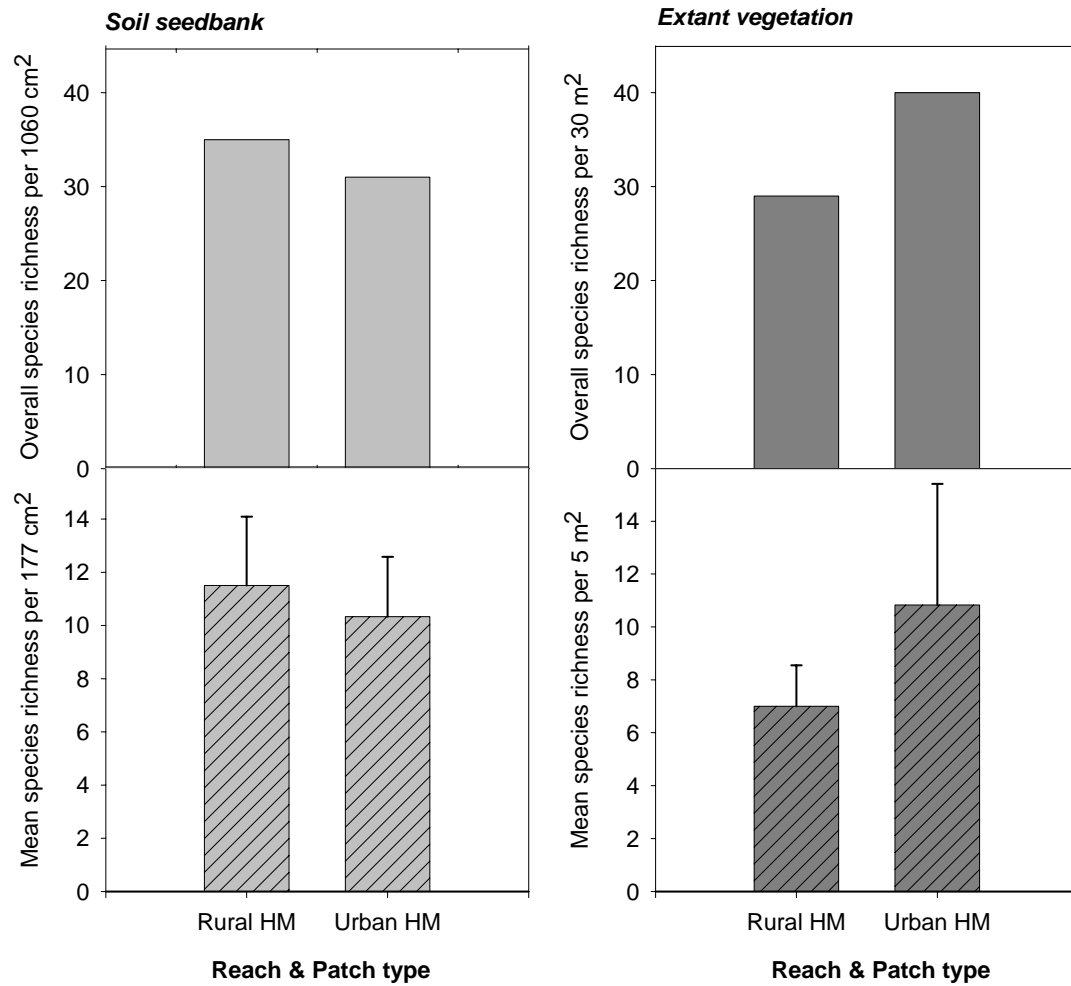 Soil seedbank
Overall species richness per 1060 cm²
40
30
20
10
0
Mean species richness per 177 cm²
14
12
10
8
6
4
2
0
Rural HM Urban HM
Reach & Patch type
Extant vegetation
Overall species richness per 30 m²
40
30
20
10
0
Mean species richness per 5 m²
14
12
10
8
6
4
2
0
Rural HM Urban HM
Reach & Patch type